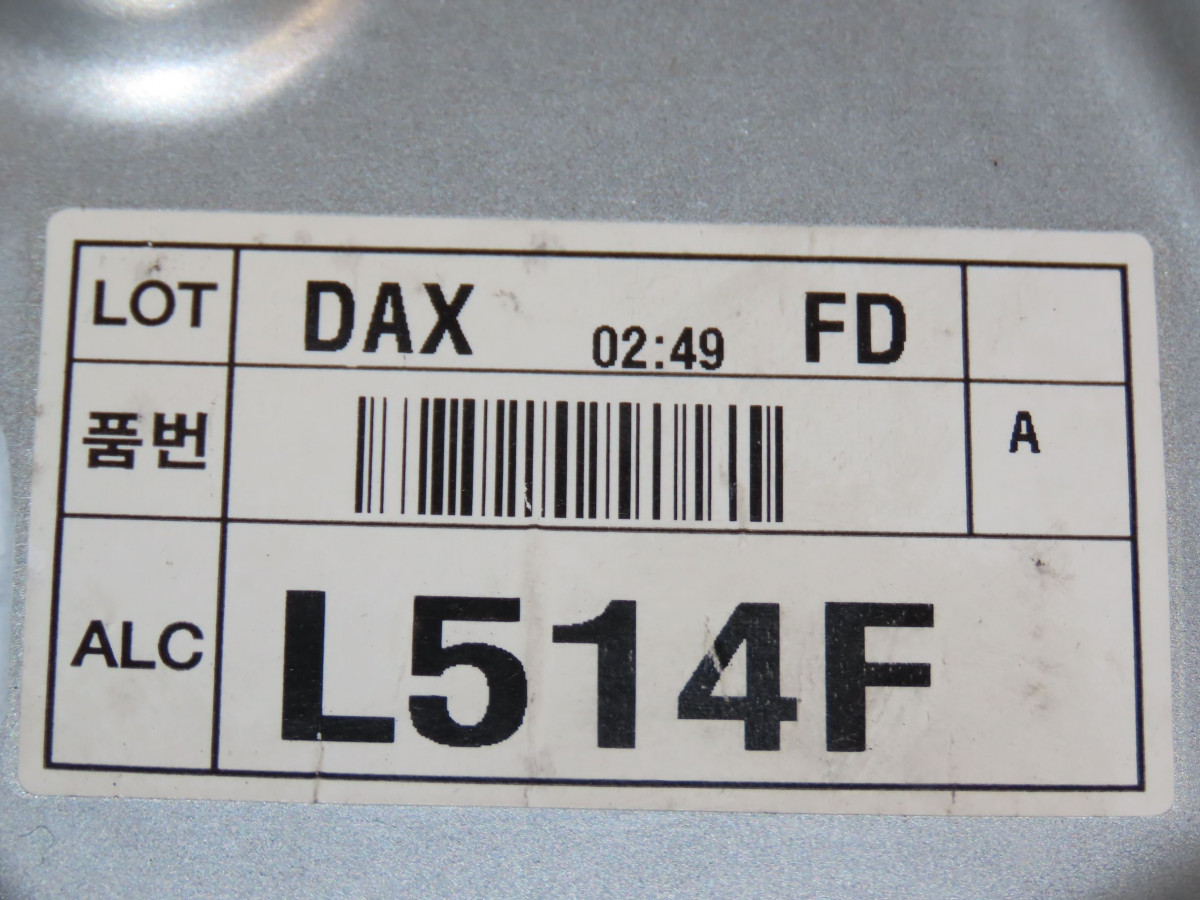 LOT DAX 02:49 FD
품번 A
ALC L514F